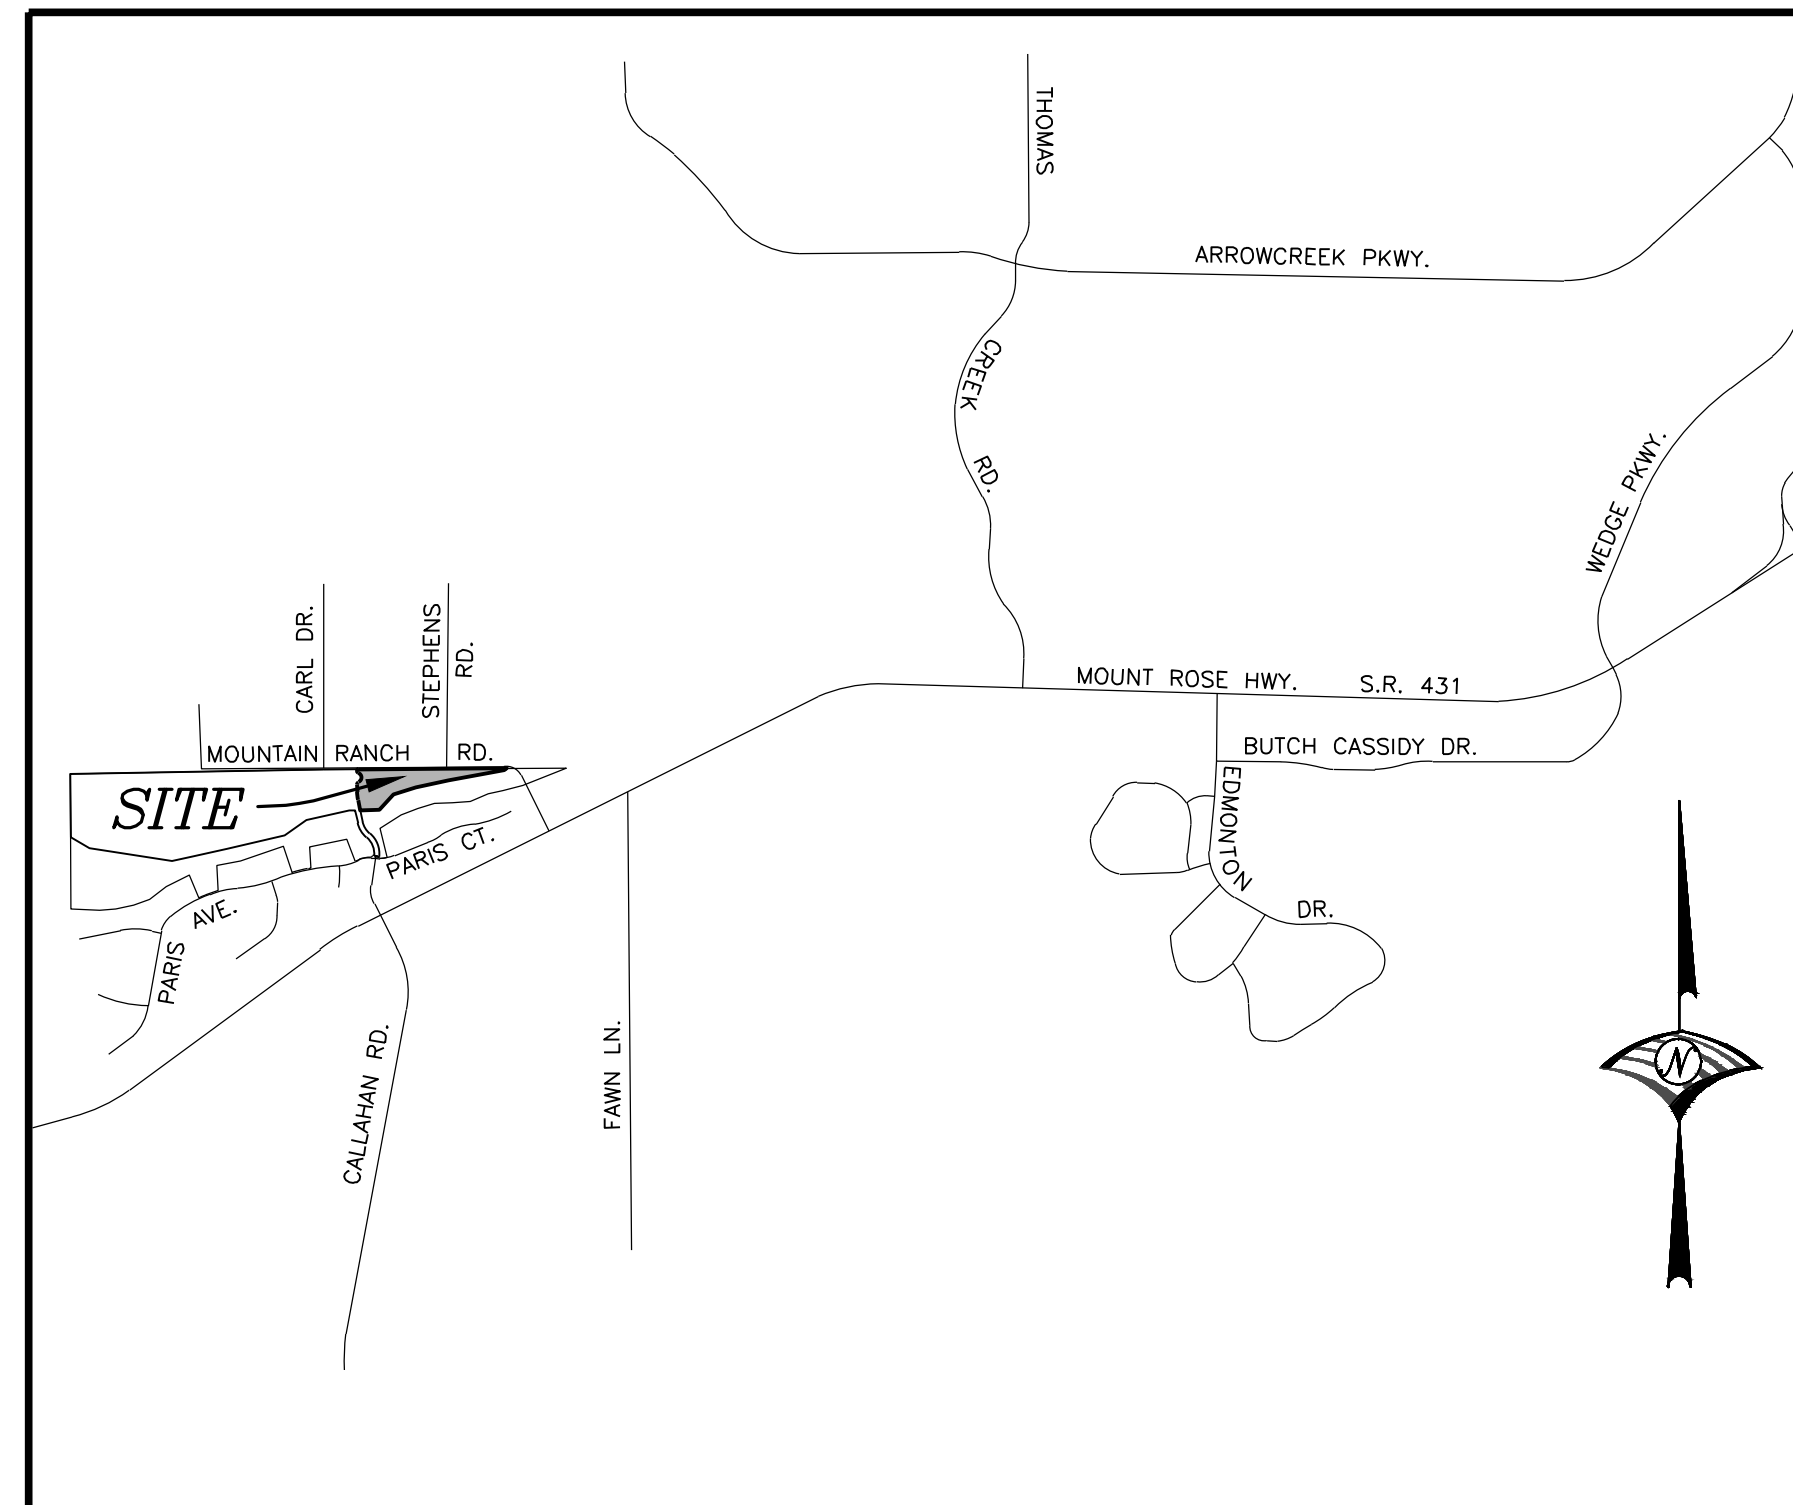 THOMAS
CREEK
RD.
ARROWCREEK PKWY.
WEDGE PKWY.
CARL DR.
STEPHENS
RD.
MOUNT ROSE HWY. S.R. 431
MOUNTAIN RANCH RD.
BUTCH CASSIDY DR.
SITE
EDMONTON
DR.
PARIS CT.
PARIS
AVE.
CALLAHAN RD.
FAWN LN.
N